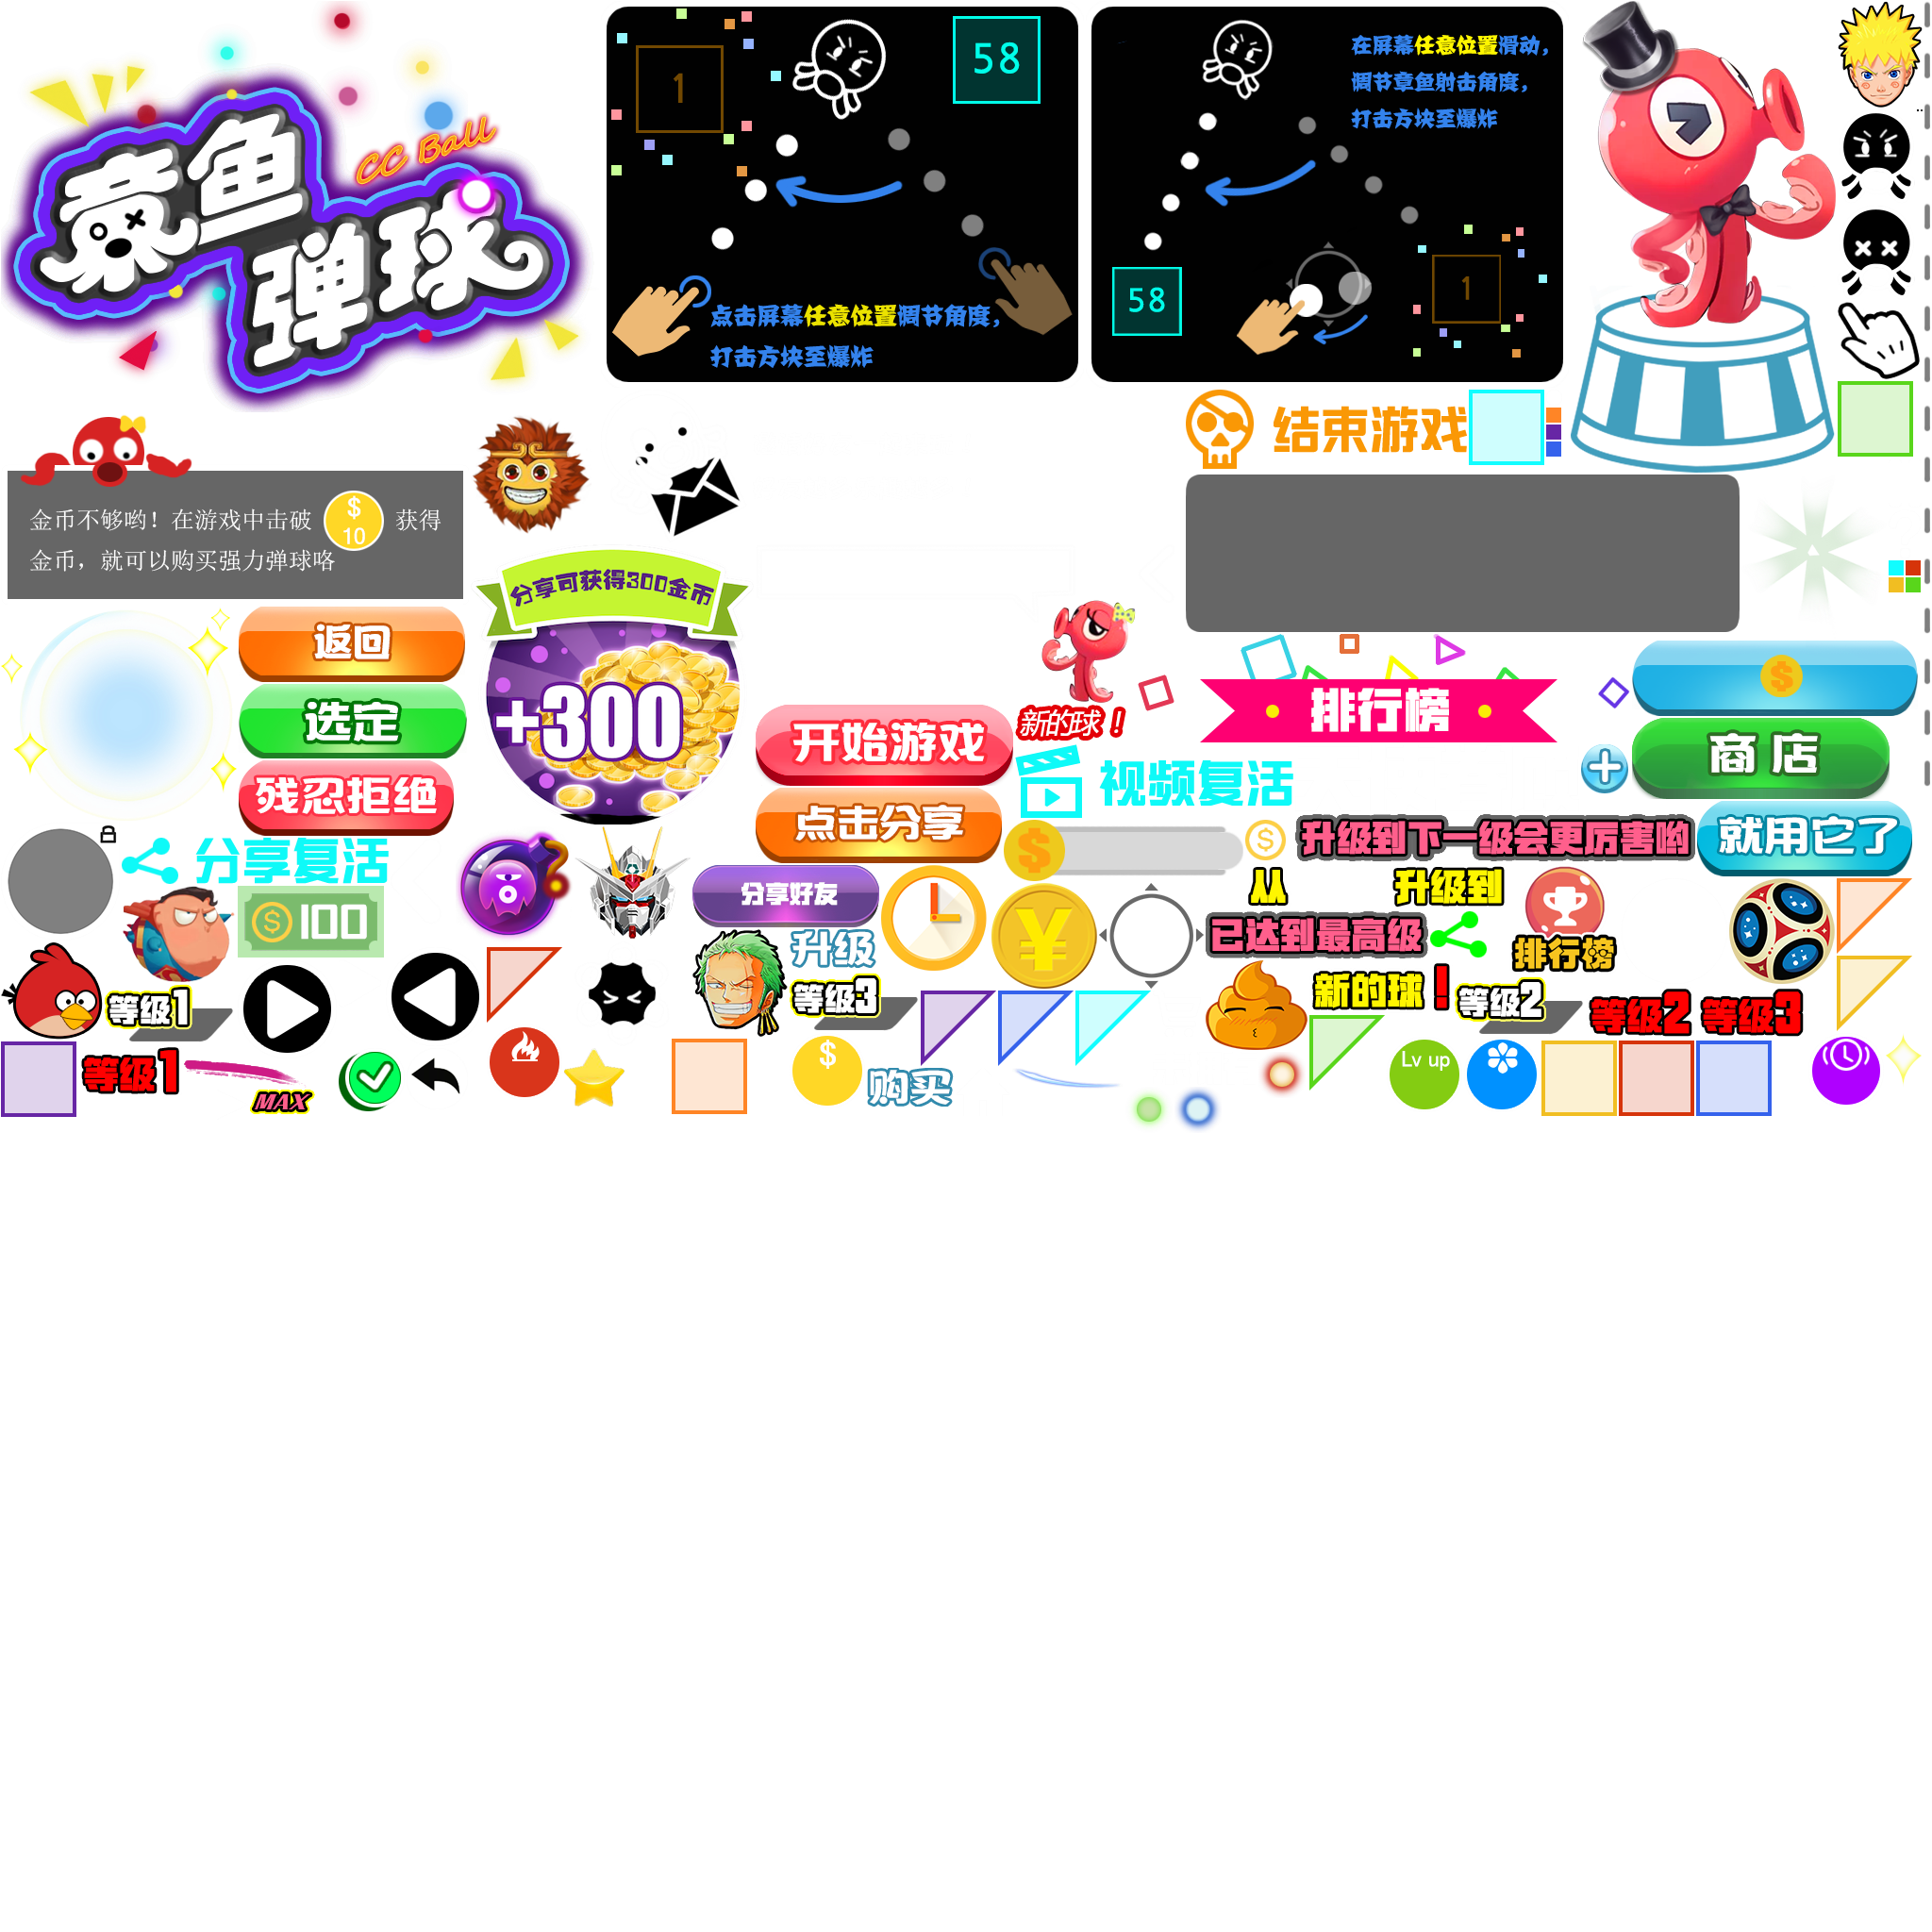 章鱼
弹球
CC Ball
1
58
点击屏幕任意位置调节角度，
打击方块至爆炸
在屏幕任意位置滑动，
调节章鱼射击角度，
打击方块至爆炸
58
1
结束游戏
金币不够哟！在游戏中击破 $ 10 获得
金币，就可以购买强力弹球咯
分享可获得300金币
+300
返回
选定
残忍拒绝
开始游戏
点击分享
新的球！
视频复活
排行榜
$
商 店
就用它了
分享复活
$ 100
分享好友
$
$
升级到下一级会更厉害哟
从
升级到
已达到最高级
排行榜
¥
升级
等级1
等级3
新的球！
等级2
等级2
等级3
等级1
MAX
$
购买
Lv up